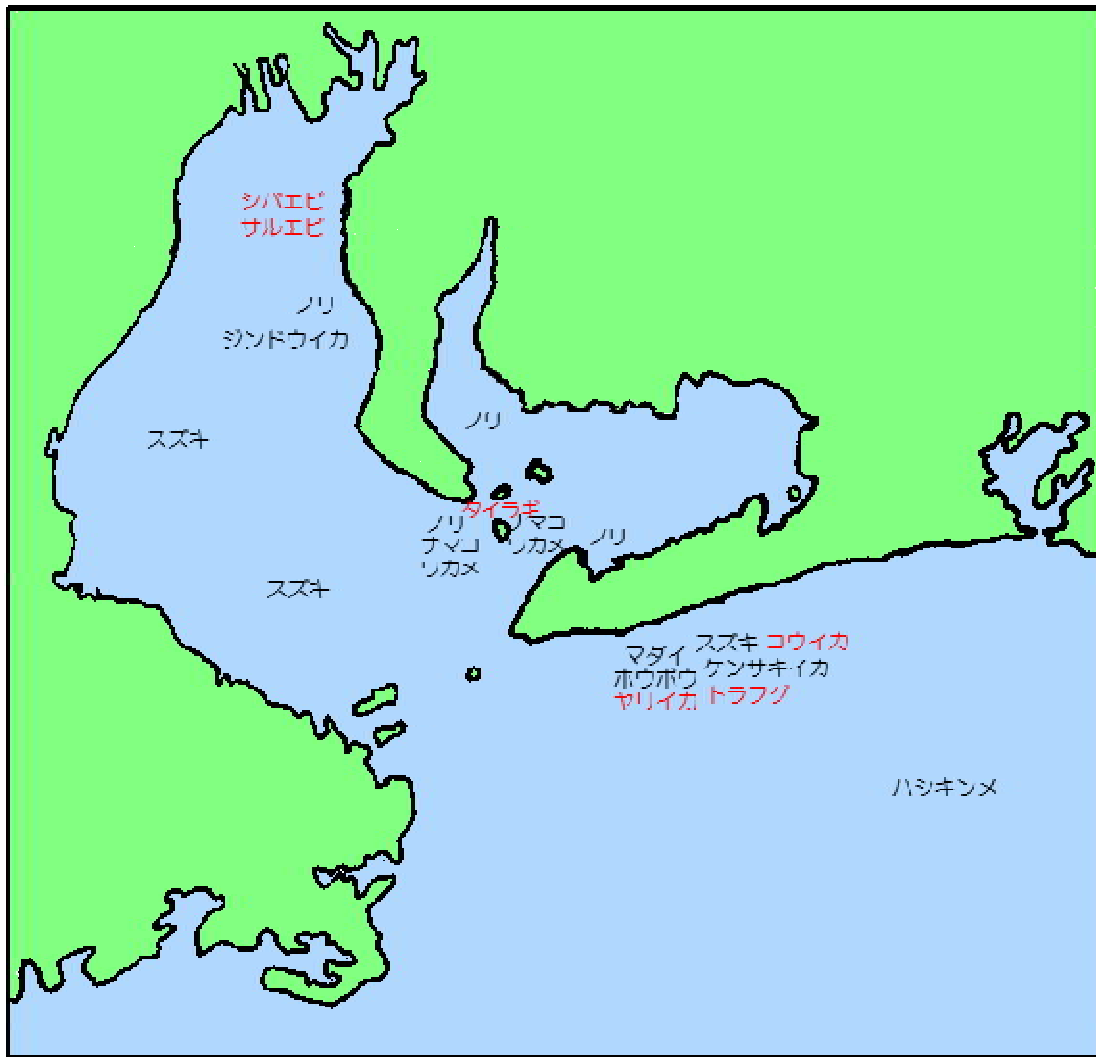 シバエビ
サルエビ
ノリ
ジンドウイカ
ノリ
スズキ
タイラギ
ノリ
ノマコ
ノリ
ナマコ
リカメ
リカメ
スズキ
スズキ
コウイカ
マダイ
ケンサキイカ
ホウボウ
トラフグ
ヤリイカ
ハシキンメ